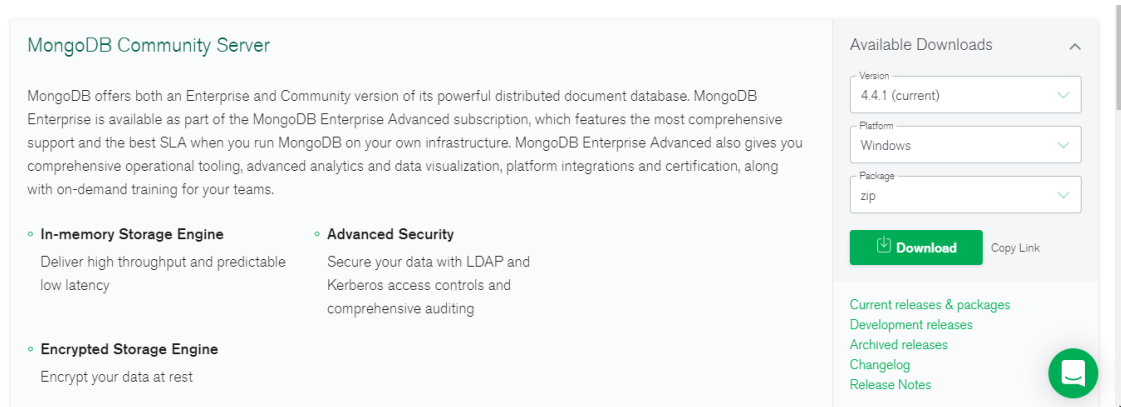 MongoDB Community Server
MongoDB offers both an Enterprise and Community version of its powerful distributed document database. MongoDB
Enterprise is available as part of the MongoDB Enterprise Advanced subscription, which features the most comprehensive
support and the best SLA when you run MongoDB on your own infrastructure. MongoDB Enterprise Advanced also gives you
comprehensive operational tooling, advanced analytics and data visualization, platform integrations and certification, along
with on-demand training for your teams.
In-memory Storage Engine
Deliver high throughput and predictable
low latency
Advanced Security
Secure your data with LDAP and
Kerberos access controls and
comprehensive auditing
Encrypted Storage Engine
Encrypt your data at rest
Available Downloads
Version
4.4.1 (current)
Platform
Windows
Package
zip
Download
Copy Link
Current releases & packages
Development releases
Archived releases
Changelog
Release Notes